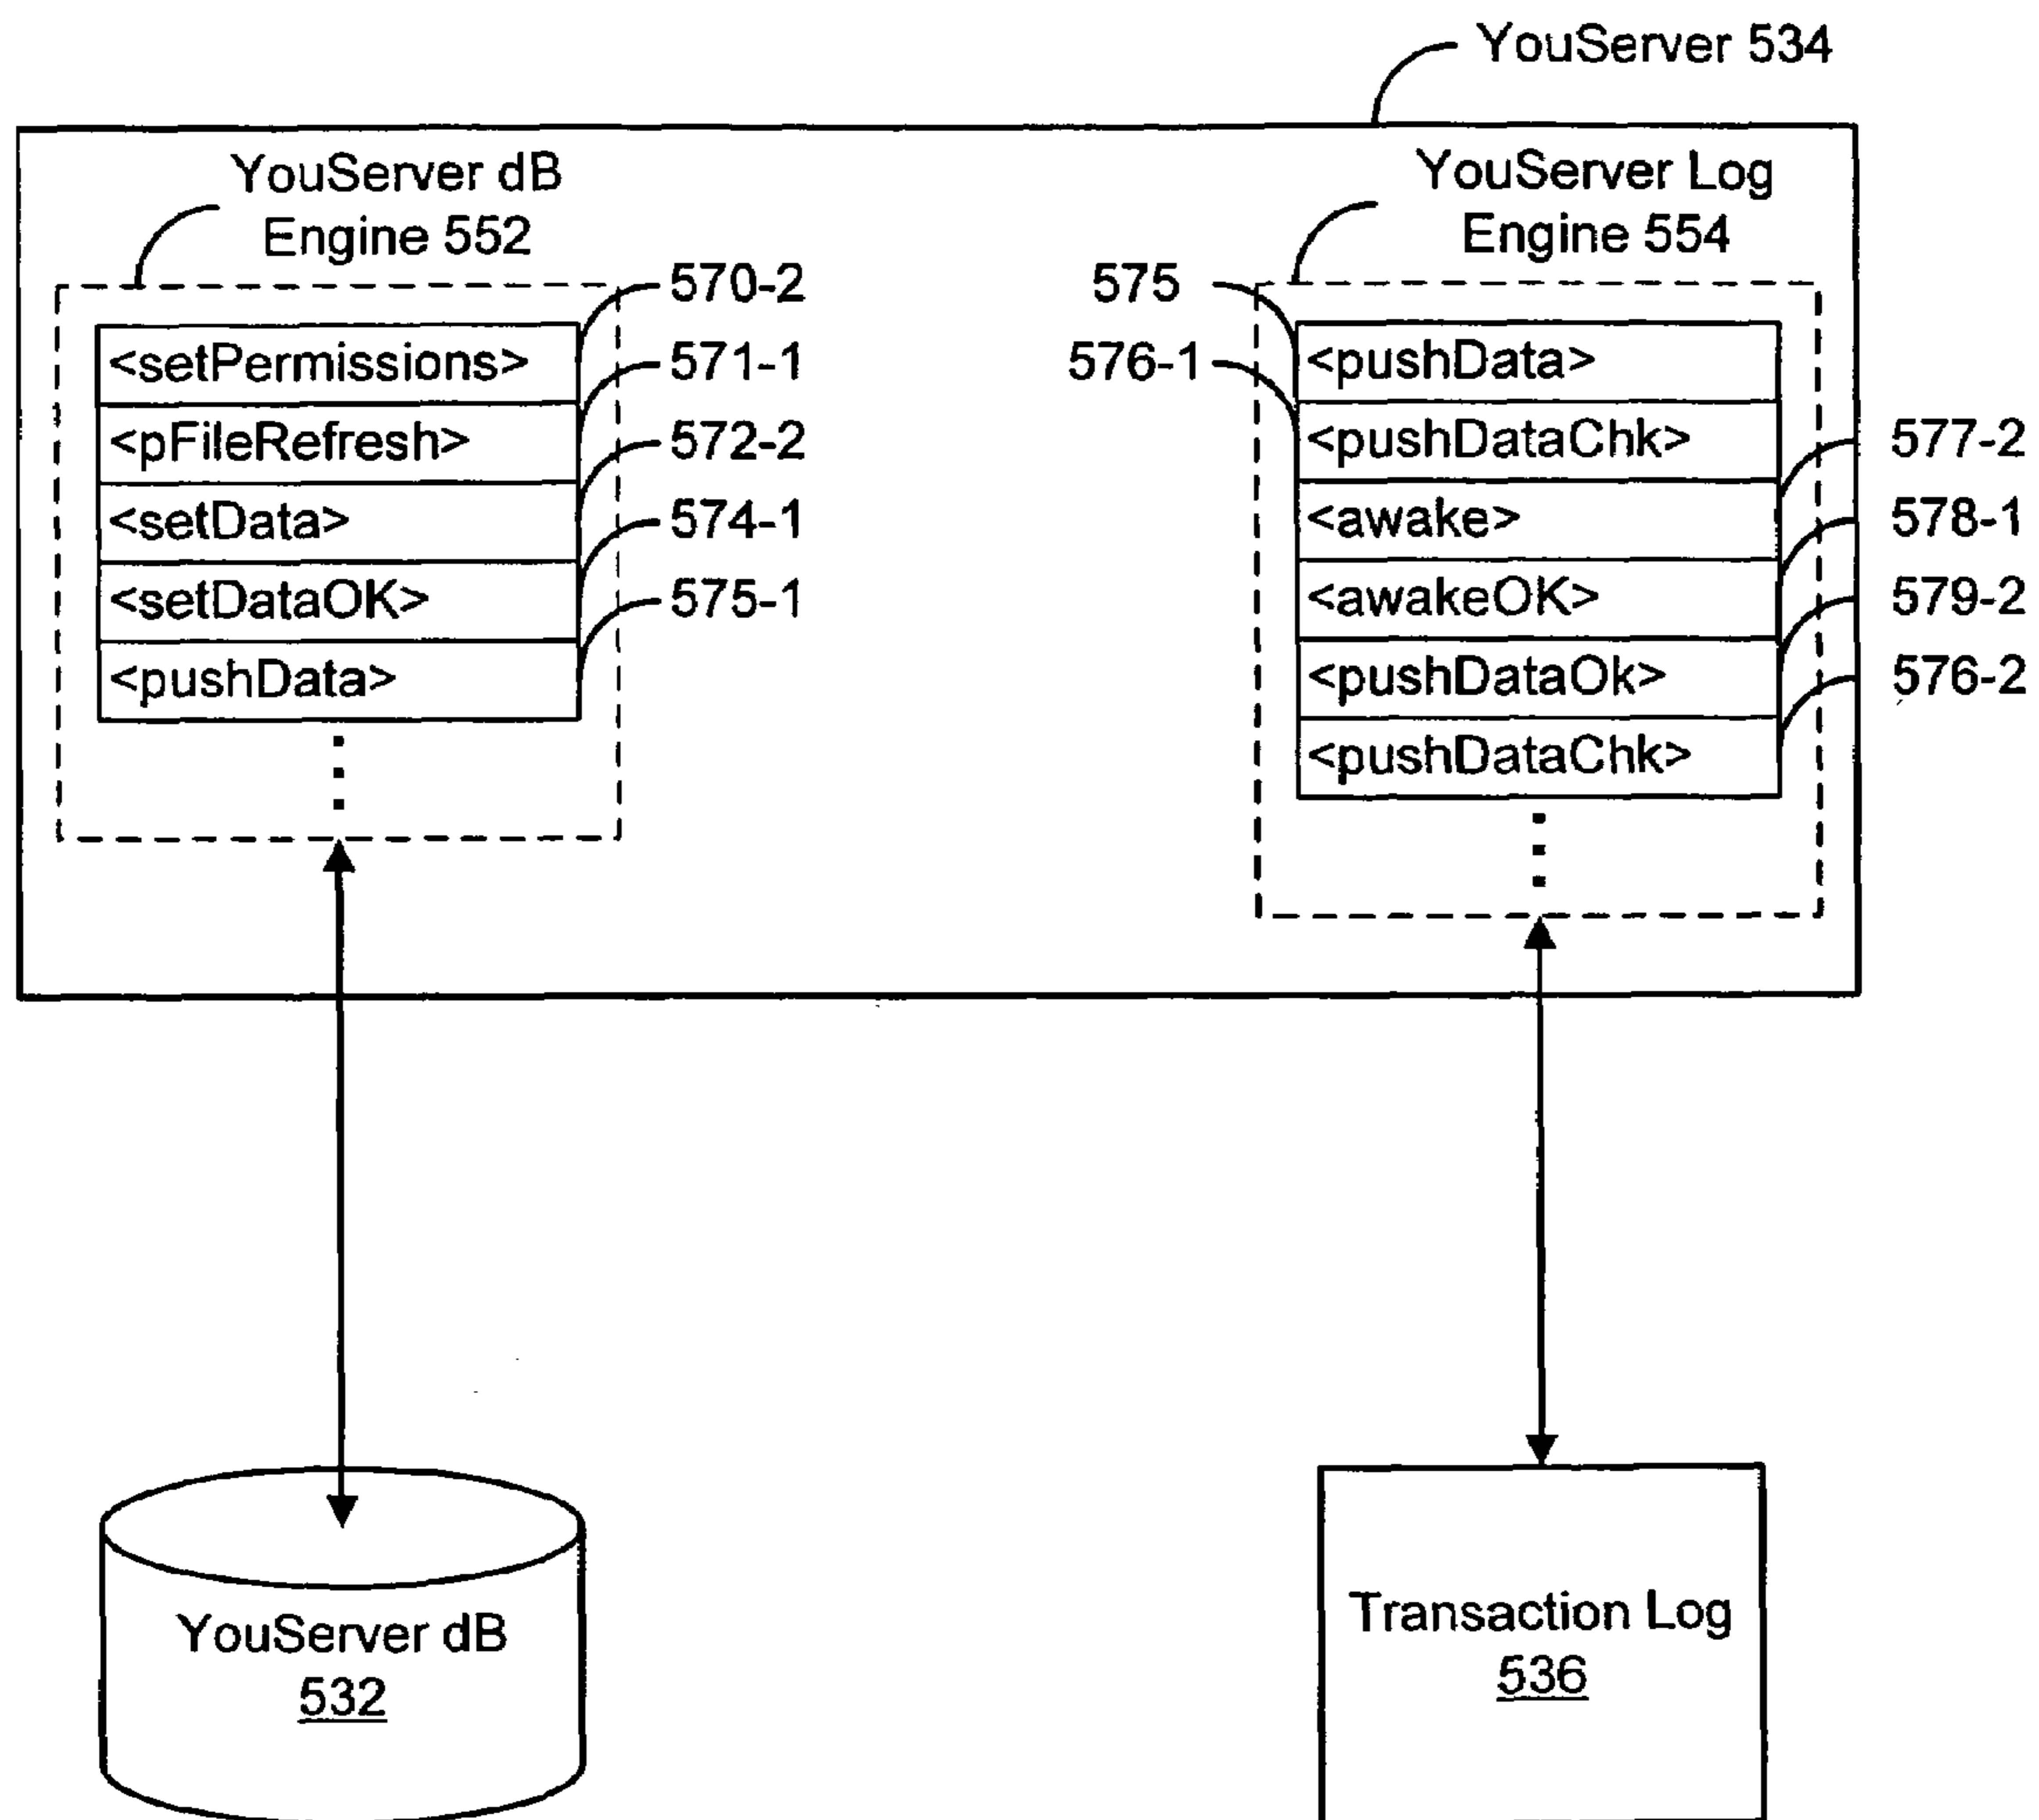 YouServer 534
YouServer dB
Engine 552
570-2
<setPermissions>
571-1
<pFileRefresh>
572-2
<setData>
574-1
<setDataOK>
575-1
<pushData>
YouServer Log
Engine 554
575
<pushData>
576-1
<pushDataChk>
577-2
<awake>
578-1
<awakeOK>
579-2
<pushDataOk>
576-2
<pushDataChk>
YouServer dB
532
Transaction Log
536